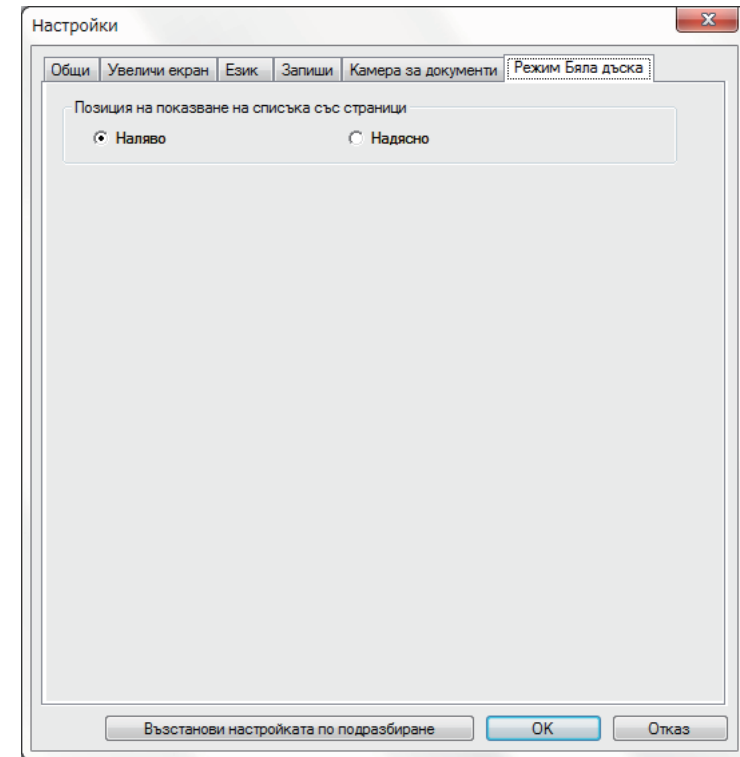 Настройки
Общи Увеличи екран Език Запиши Камера за документи Режим Бяла дъска
Позиция на показване на списъка със страници
Наляво Надясно
Възстанови настройката по подразбиране OK Отказ